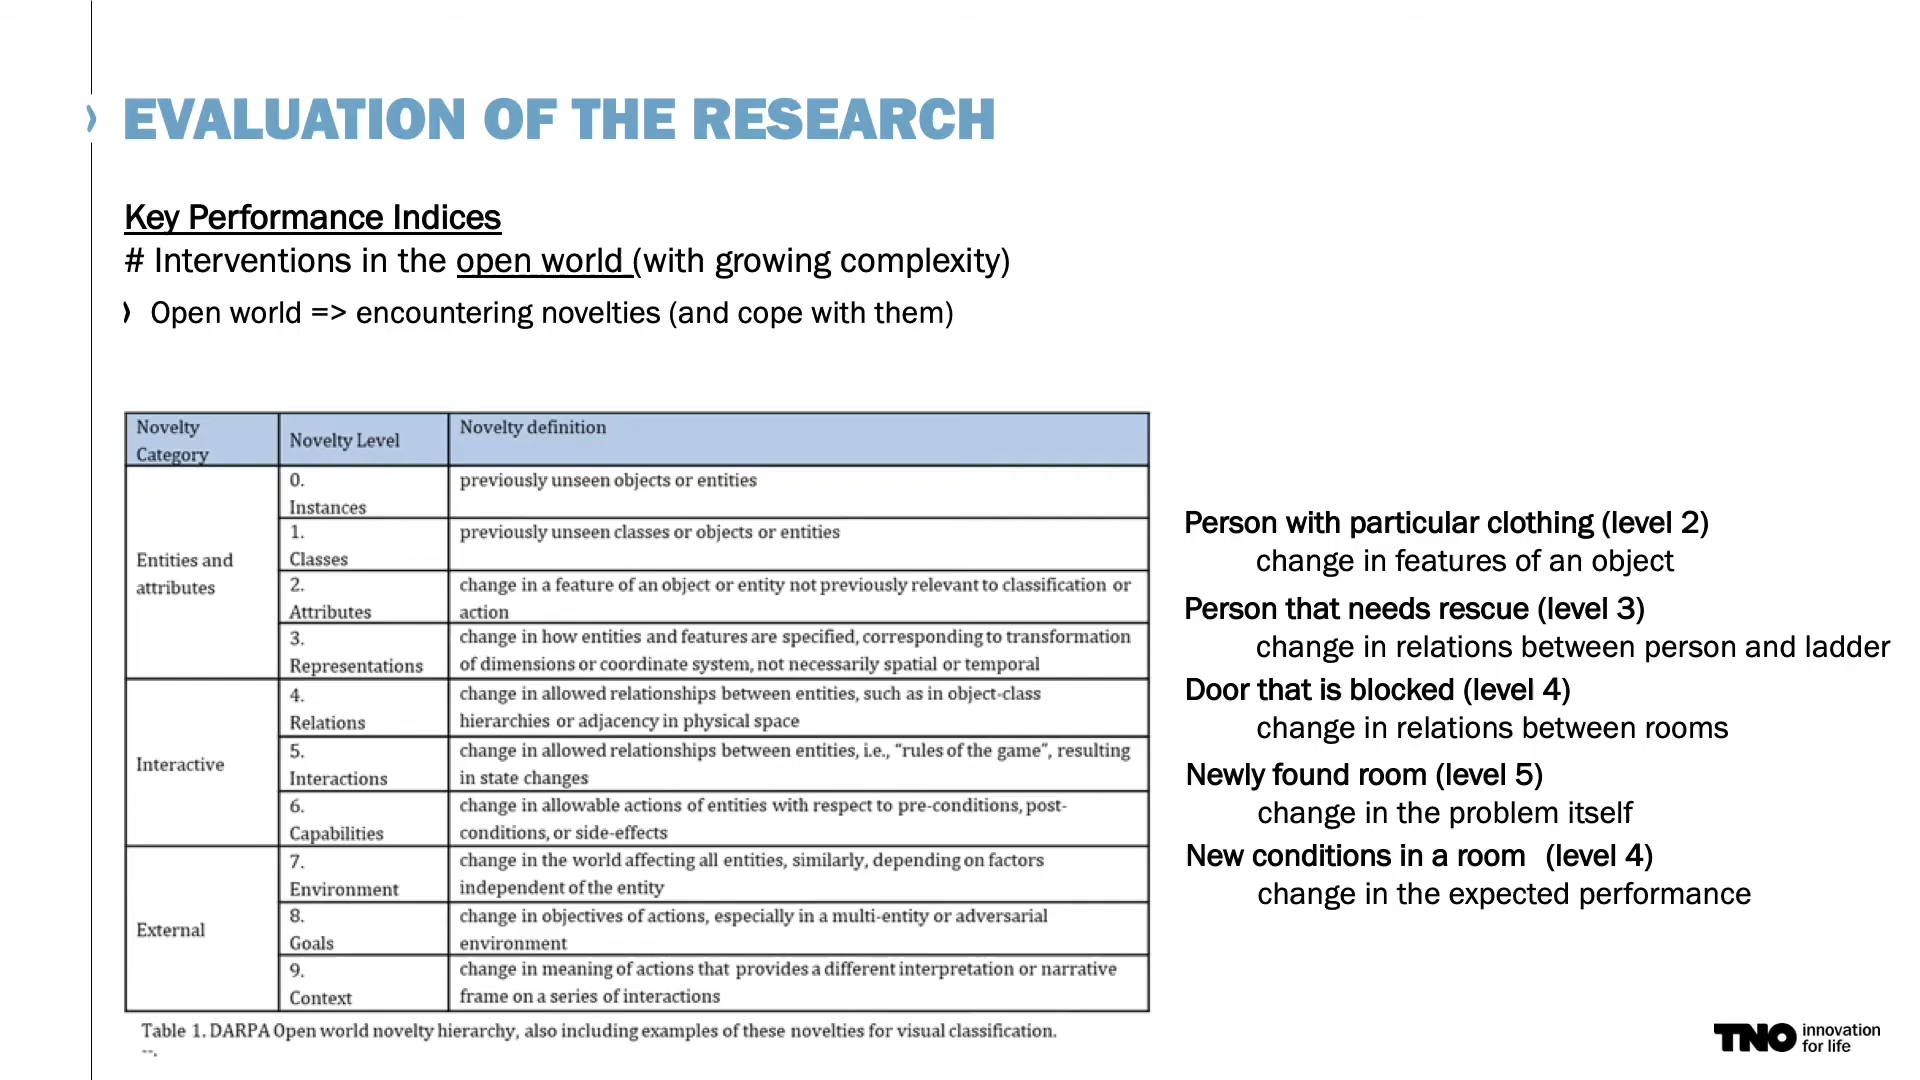 EVALUATION OF THE RESEARCH
Key Performance Indices
# Interventions in the open world (with growing complexity)
Open world => encountering novelties (and cope with them)
Novelty
Category
Novelty Level
Novelty definition
Entities and
attributes
0.
Instances
previously unseen objects or entities
1.
Classes
previously unseen classes or objects or entities
2.
Attributes
change in a feature of an object or entity not previously relevant to classification or
action
3.
Representations
change in how entities and features are specified, corresponding to transformation
of dimensions or coordinate system, not necessarily spatial or temporal
Interactive
4.
Relations
change in allowed relationships between entities, such as in object-class
hierarchies or adjacency in physical space
5.
Interactions
change in allowed relationships between entities, i.e., "rules of the game", resulting
in state changes
6.
Capabilities
change in allowable actions of entities with respect to pre-conditions, post-
conditions, or side-effects
External
7.
Environment
change in the world affecting all entities, similarly, depending on factors
independent of the entity
8.
Goals
change in objectives of actions, especially in a multi-entity or adversarial
environment
9.
Context
change in meaning of actions that provides a different interpretation or narrative
frame on a series of interactions
Table 1. DARPA Open world novelty hierarchy, also including examples of these novelties for visual classification.
--.
Person with particular clothing (level 2)
change in features of an object
Person that needs rescue (level 3)
change in relations between person and ladder
Door that is blocked (level 4)
change in relations between rooms
Newly found room (level 5)
change in the problem itself
New conditions in a room (level 4)
change in the expected performance
TNO innovation
for life